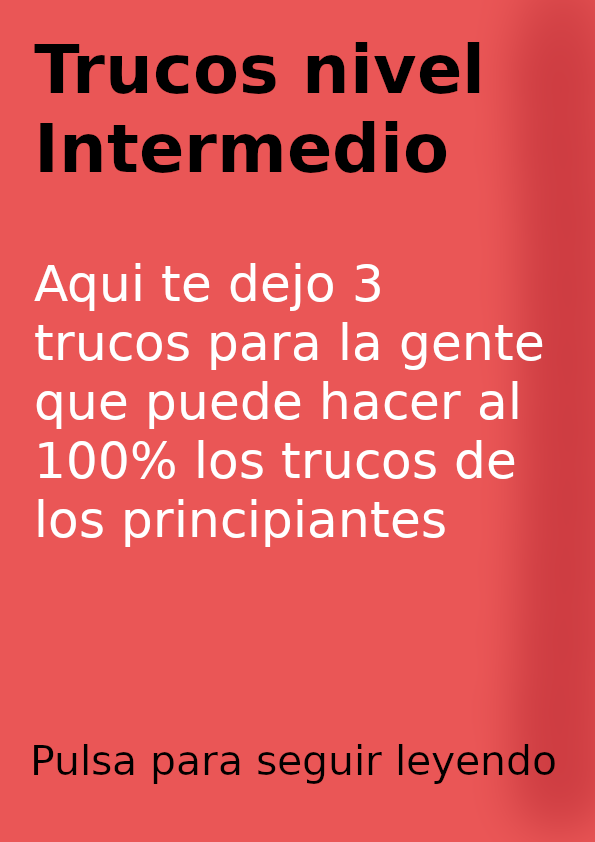 Trucos nivel
Intermedio
Aqui te dejo 3
trucos para la gente
que puede hacer al
100% los trucos de
los principiantes
Pulsa para seguir leyendo